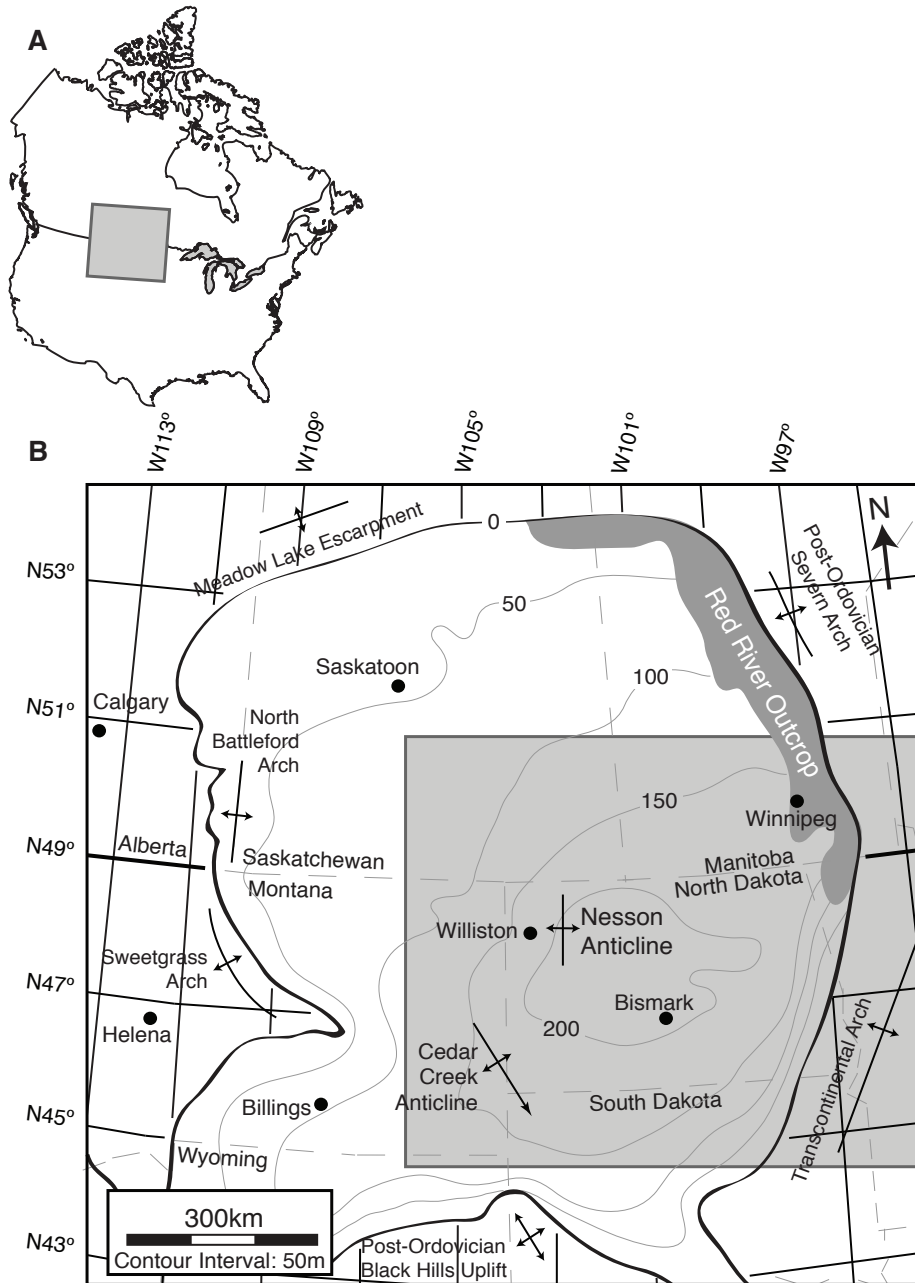 A
B
W113º
W109º
W105º
W101º
W97º
N
N53º
N51º
N49º
N47º
N45º
N43º
Meadow Lake Escarpment
0
50
100
150
200
Post-Ordovician
Severn Arch
Red River Outcrop
Saskatoon
Calgary
North
Battleford
Arch
Winnipeg
Alberta
Saskatchewan
Montana
Manitoba
North Dakota
Williston
Nesson
Anticline
Sweetgrass
Arch
Bismark
Helena
Cedar
Creek
Anticline
South Dakota
Transcontinental Arch
Billings
Wyoming
300km
Contour Interval: 50m
Post-Ordovician
Black Hills Uplift